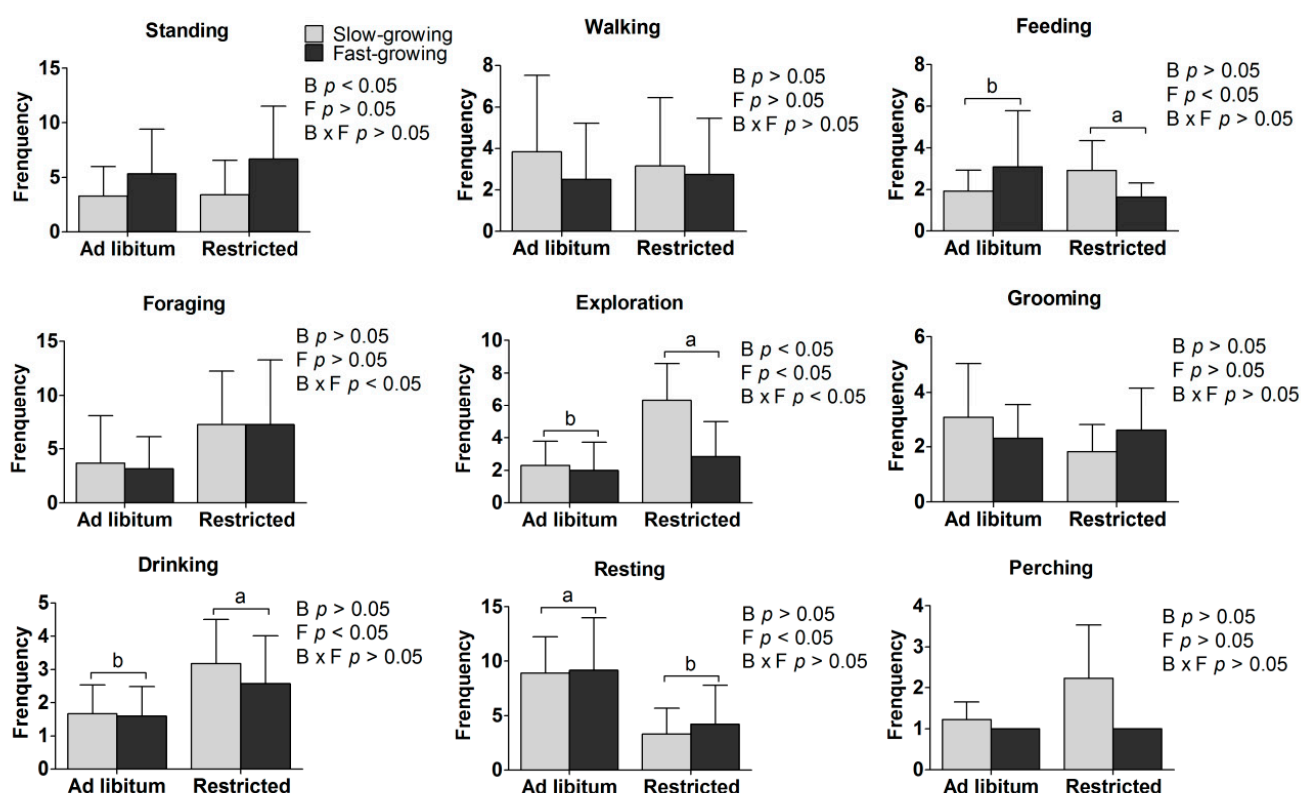 Standing
Slow-growing
Fast-growing
Frenquency
15
10
5
0
Ad libitum Restricted
B p < 0.05
F p > 0.05
B x F p > 0.05
Walking
Frenquency
8
6
4
2
0
Ad libitum Restricted
B p > 0.05
F p > 0.05
B x F p > 0.05
Feeding
Frenquency
8
6
4
2
0
b
a
Ad libitum Restricted
B p > 0.05
F p < 0.05
B x F p > 0.05
Foraging
Frenquency
15
10
5
0
Ad libitum Restricted
B p > 0.05
F p > 0.05
B x F p < 0.05
Exploration
Frenquency
10
8
6
4
2
0
b
a
Ad libitum Restricted
B p < 0.05
F p < 0.05
B x F p < 0.05
Grooming
Frenquency
6
4
2
0
Ad libitum Restricted
B p > 0.05
F p > 0.05
B x F p > 0.05
Drinking
Frenquency
5
4
3
2
1
0
b
a
Ad libitum Restricted
B p > 0.05
F p < 0.05
B x F p > 0.05
Resting
Frenquency
15
10
5
0
a
b
Ad libitum Restricted
B p > 0.05
F p < 0.05
B x F p > 0.05
Perching
Frenquency
4
3
2
1
0
Ad libitum Restricted
B p > 0.05
F p > 0.05
B x F p > 0.05